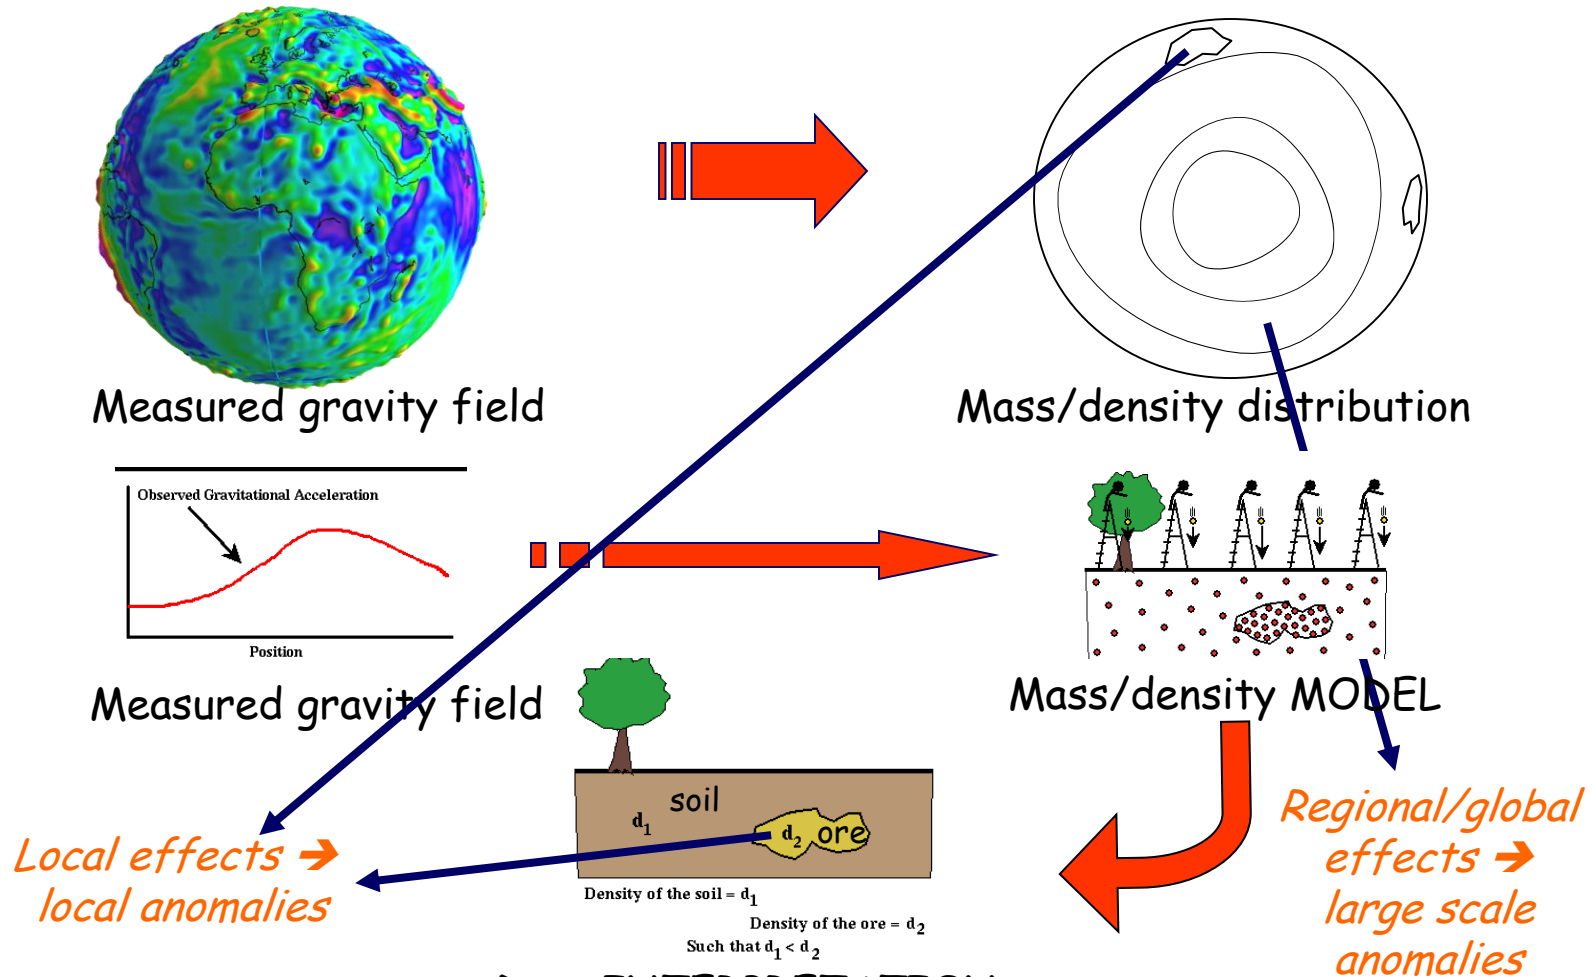 Measured gravity field
Mass/density distribution
Observed Gravitational Acceleration
Position
Measured gravity field
Mass/density MODEL
soil
d1
d2 ore
Local effects ➔
local anomalies
Regional/global
effects ➔
large scale
anomalies
Density of the soil = d1
Density of the ore = d2
Such that d1 < d2